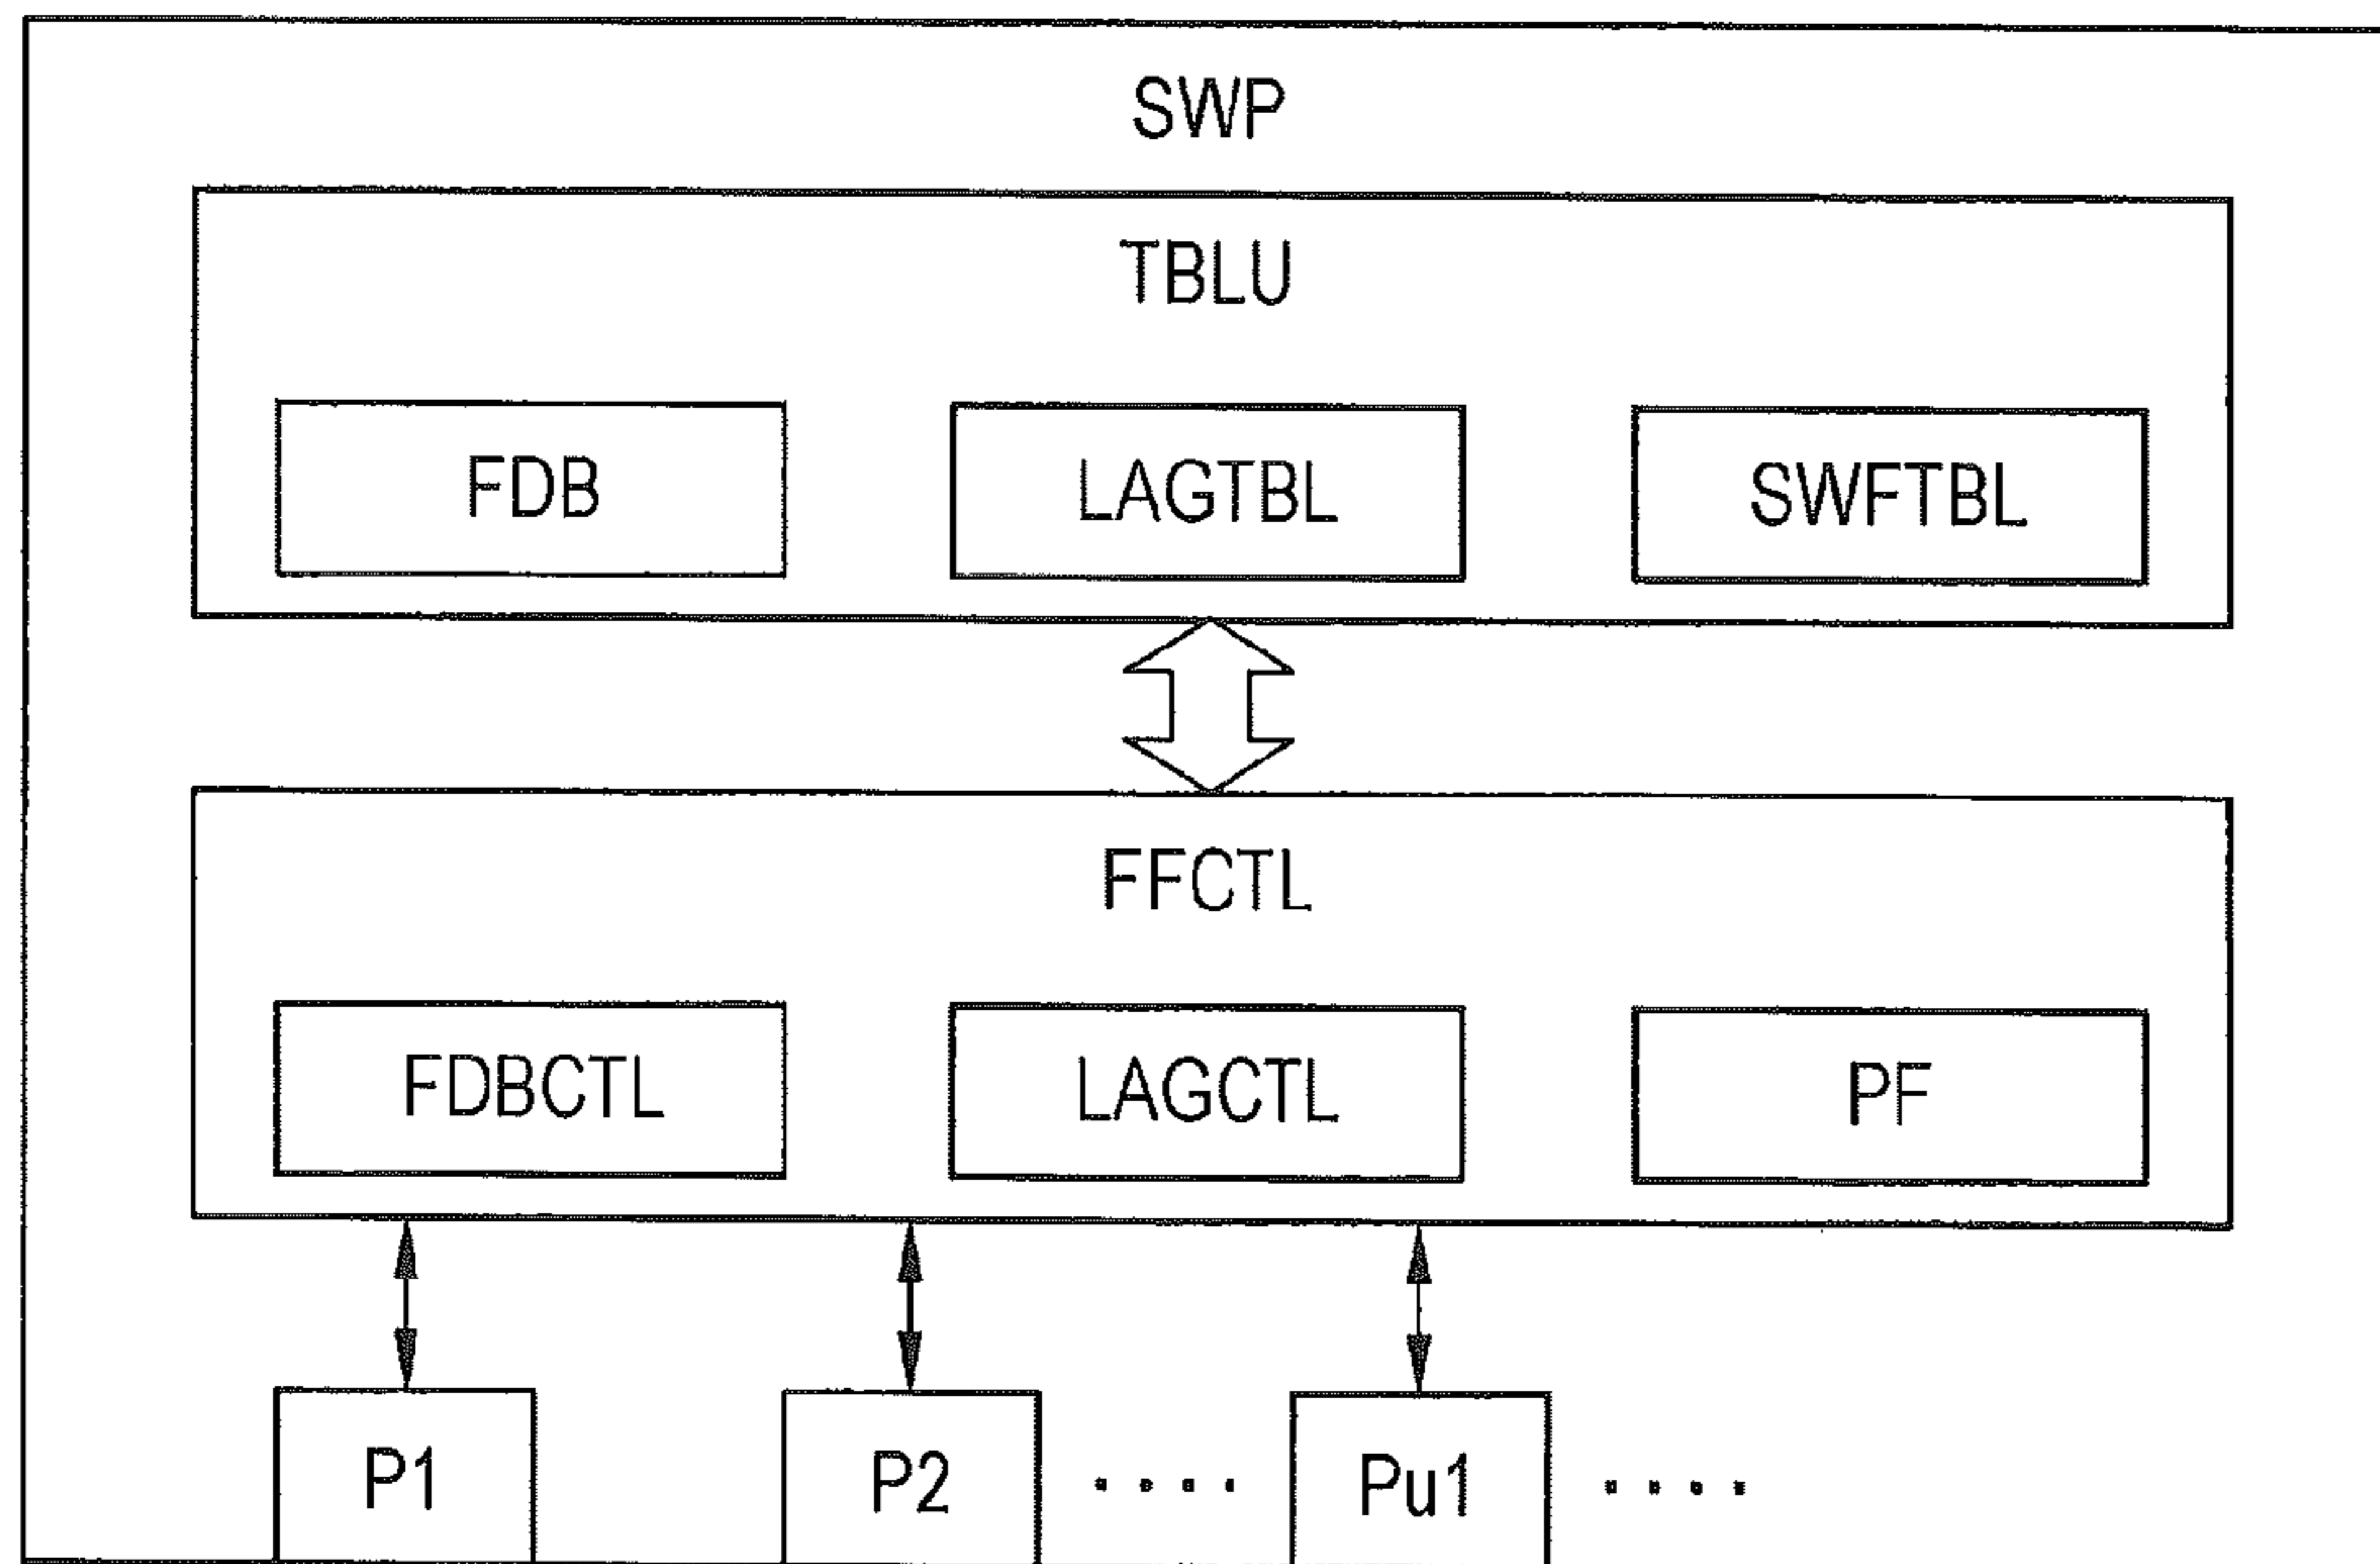 SWP
TBLU
FDB LAGTBL SWFTBL
FFCTL
FDBCTL LAGCTL PF
P1 P2 .... Pu1 ....